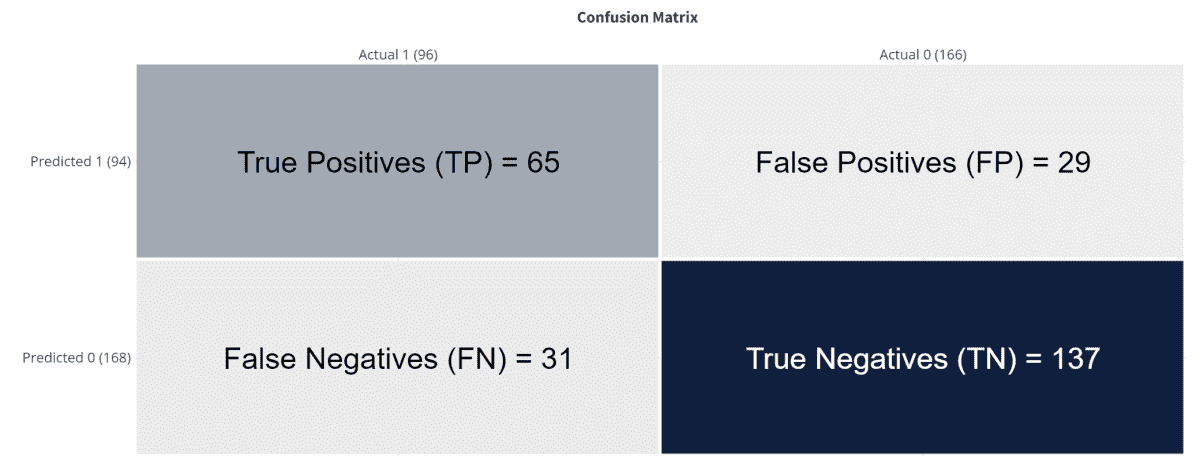 Confusion Matrix
Actual 1 (96) Actual 0 (166)
Predicted 1 (94) True Positives (TP) = 65 False Positives (FP) = 29
Predicted 0 (168) False Negatives (FN) = 31 True Negatives (TN) = 137